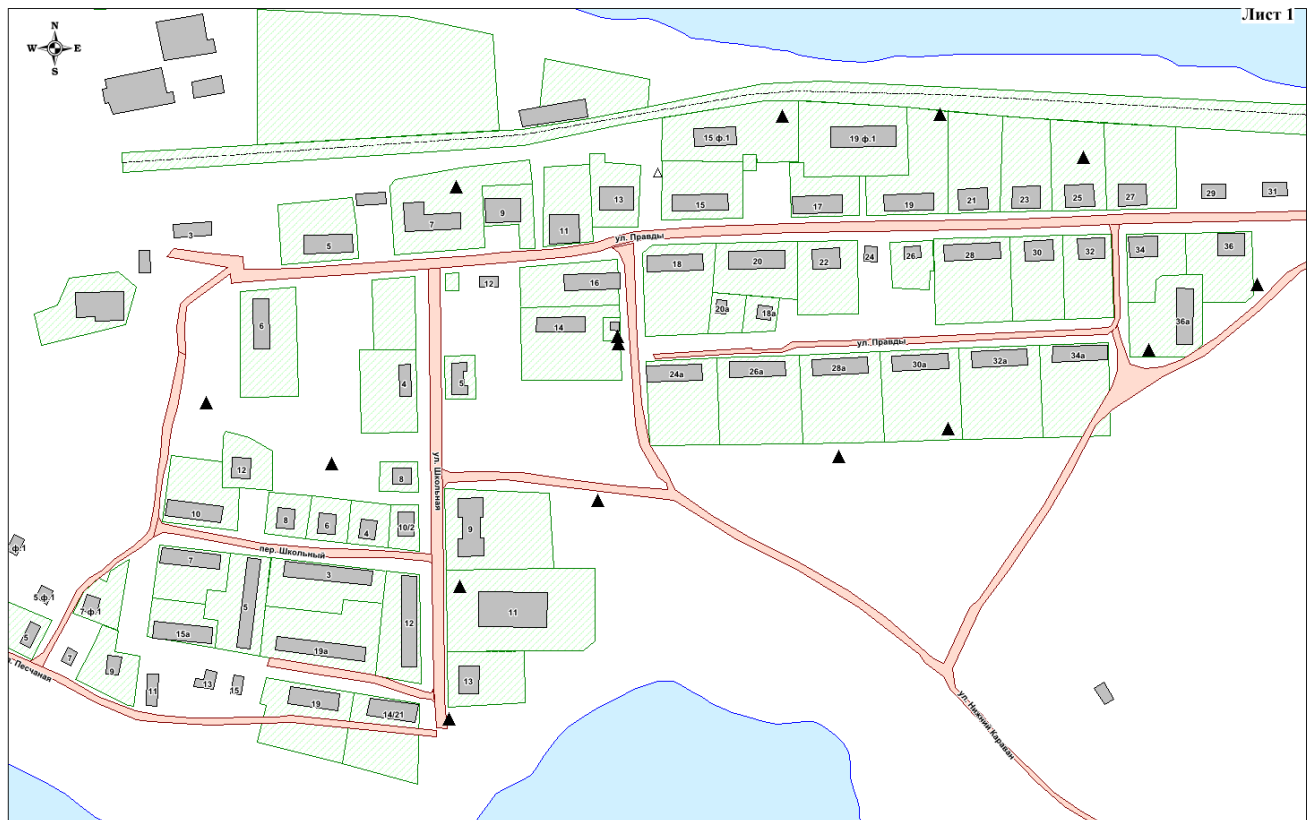 Лист 1
N
W E
S
15 ф.1
19 ф.1
3
5
7
9
11
13
15
17
19
21
23
25
27
29
31
ул. Правды
12
16
18
20
22
24
26
28
30
32
34
36
6
14
20а
18а
36а
ул. Правды
4
5
24а
26а
28а
30а
32а
34а
12
8
ул. Школьная
10
8
6
4
10/2
9
пер. Школьный
ф.1
7
3
5
12
11
5 ф.1
7 ф.1
5
15а
19а
7
9
13
11
13
15
19
14/21
Песчаная
ул. Нижний Караван